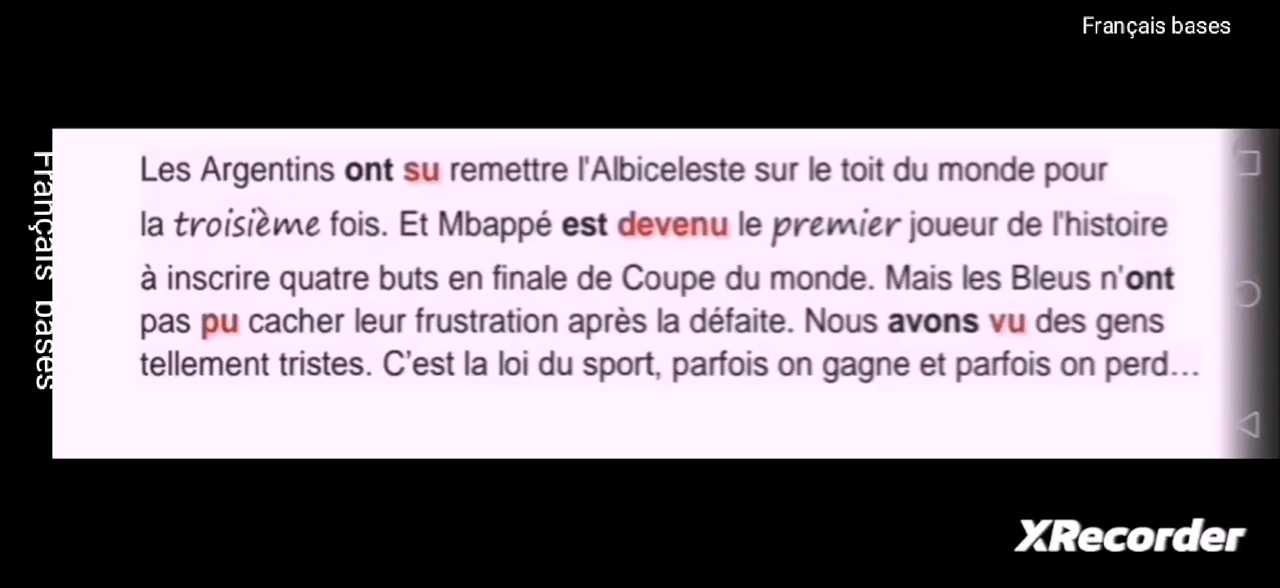 Français bases
Français bases
Les Argentins ont su remettre l'Albiceleste sur le toit du monde pour
la troisième fois. Et Mbappé est devenu le premier joueur de l'histoire
à inscrire quatre buts en finale de Coupe du monde. Mais les Bleus n'ont
pas pu cacher leur frustration après la défaite. Nous avons vu des gens
tellement tristes. C’est la loi du sport, parfois on gagne et parfois on perd…
XRecorder